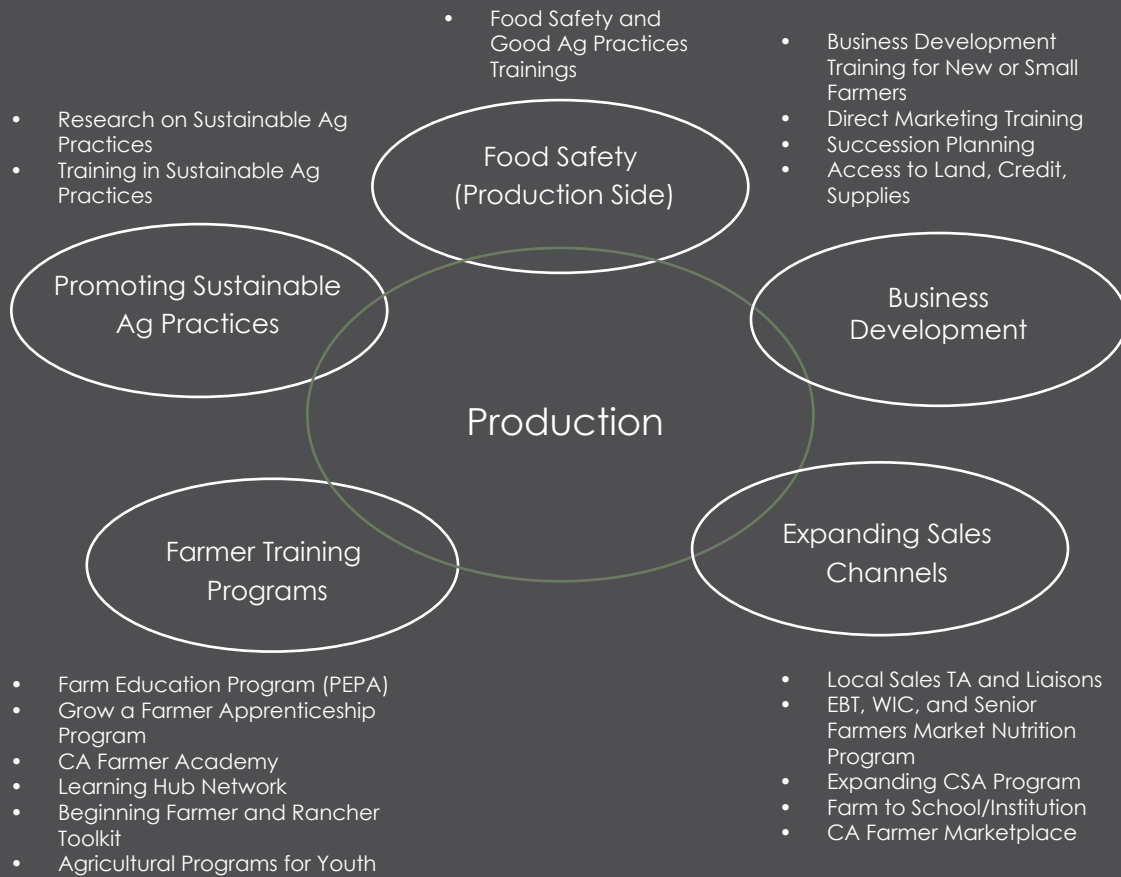 • Food Safety and
Good Ag Practices
Trainings
• Business Development
Training for New or Small
Farmers
• Direct Marketing Training
• Succession Planning
• Access to Land, Credit,
Supplies
• Research on Sustainable Ag
Practices
• Training in Sustainable Ag
Practices
Food Safety
(Production Side)
Promoting Sustainable
Ag Practices
Business
Development
Production
Farmer Training
Programs
Expanding Sales
Channels
• Farm Education Program (PEPA)
• Grow a Farmer Apprenticeship
Program
• CA Farmer Academy
• Learning Hub Network
• Beginning Farmer and Rancher
Toolkit
• Agricultural Programs for Youth
• Local Sales TA and Liaisons
• EBT, WIC, and Senior
Farmers Market Nutrition
Program
• Expanding CSA Program
• Farm to School/Institution
• CA Farmer Marketplace